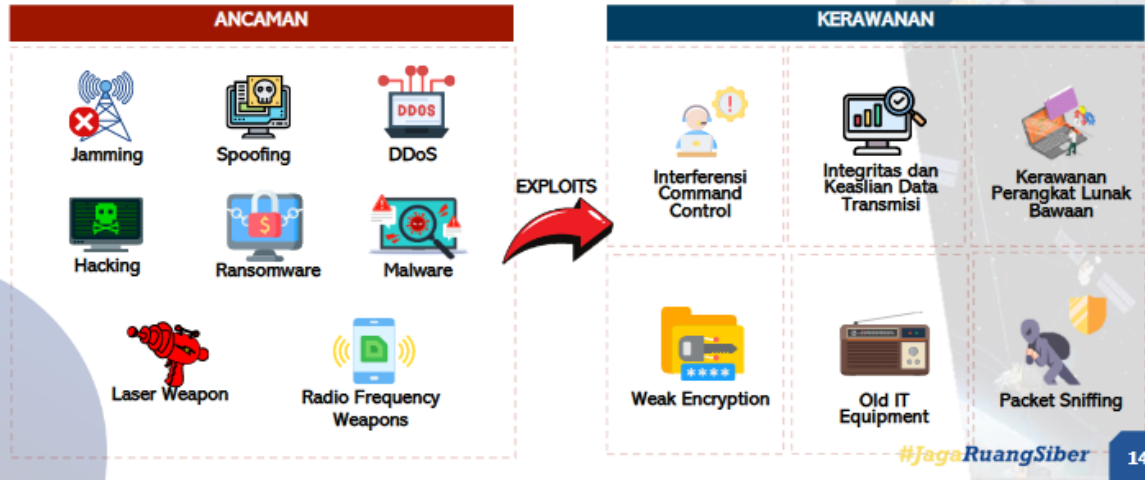 ANCAMAN
Jamming
Spoofing
DDOS
DDoS
Hacking
$
Ransomware
Malware
Laser Weapon
Radio Frequency
Weapons
EXPLOITS
KERAWANAN
Interferensi
Command
Control
Integritas dan
Keaslian Data
Transmisi
Kerawanan
Perangkat Lunak
Bawaan
****
Weak Encryption
Old IT
Equipment
Packet Sniffing
#JagaRuangSiber
14